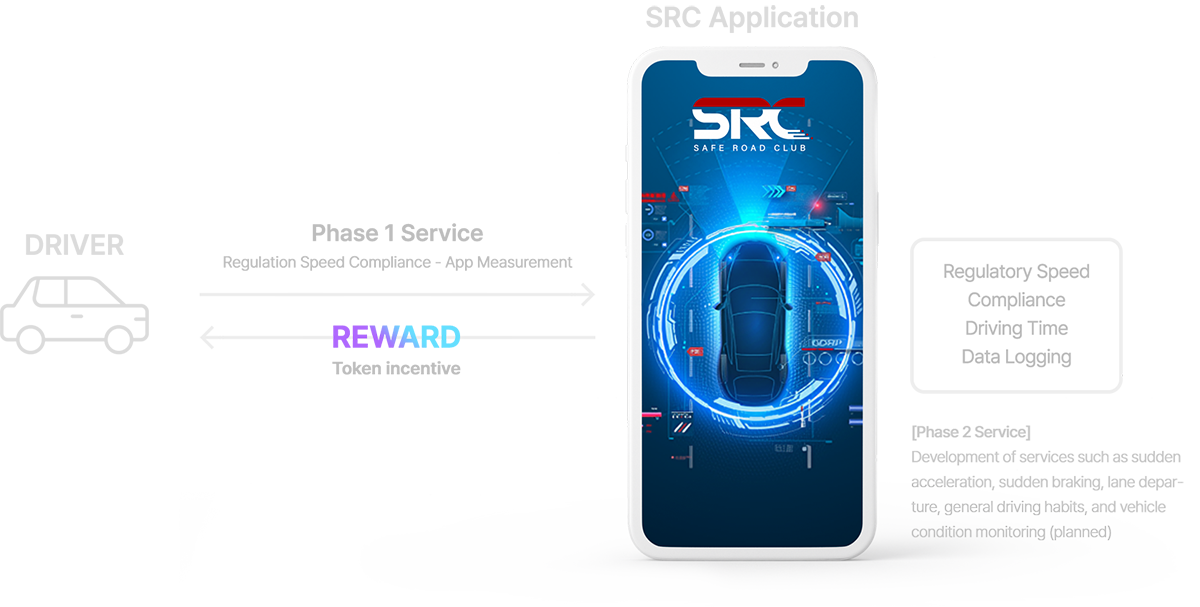 SRC Application
SRC
SAFE ROAD CLUB
DRIVER
Phase 1 Service
Regulation Speed Compliance - App Measurement
REWARD
Token incentive
Regulatory Speed
Compliance
Driving Time
Data Logging
[Phase 2 Service]
Development of services such as sudden
acceleration, sudden braking, lane depar-
ture, general driving habits, and vehicle
condition monitoring (planned)